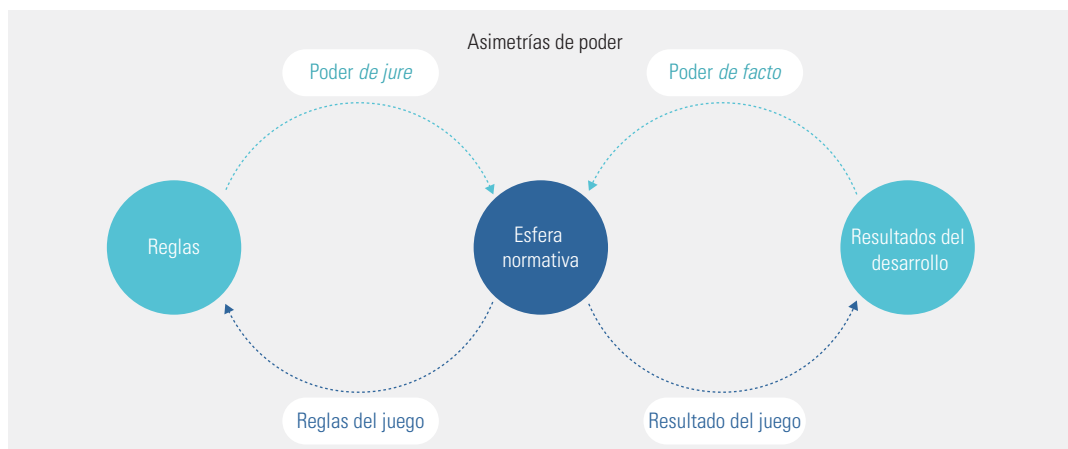 Asimetrías de poder
Poder de jure
Poder de facto
Reglas
Esfera
normativa
Resultados del
desarrollo
Reglas del juego
Resultado del juego